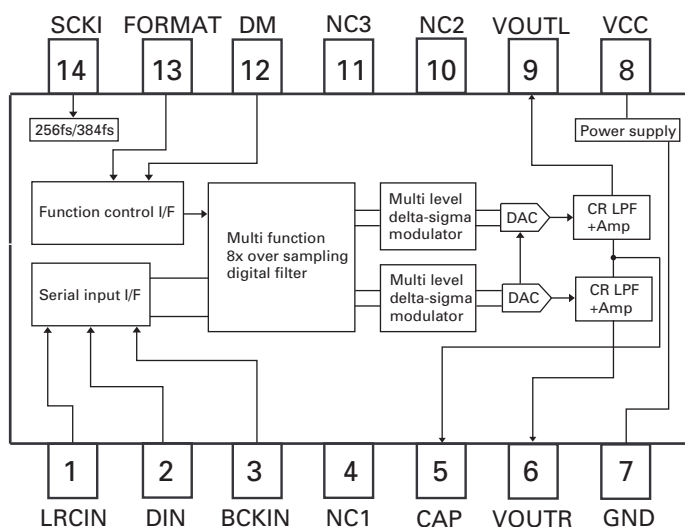 SCKI FORMAT DM NC3 NC2 VOUTL VCC
14 13 12 11 10 9 8
256fs/384fs
Power supply
Function control I/F
Multi function
8x over sampling
digital filter
Multi level
delta-sigma
modulator
DAC
CR LPF
+Amp
Serial input I/F
Multi level
delta-sigma
modulator
DAC
CR LPF
+Amp
1 2 3 4 5 6 7
LRCIN DIN BCKIN NC1 CAP VOUTR GND